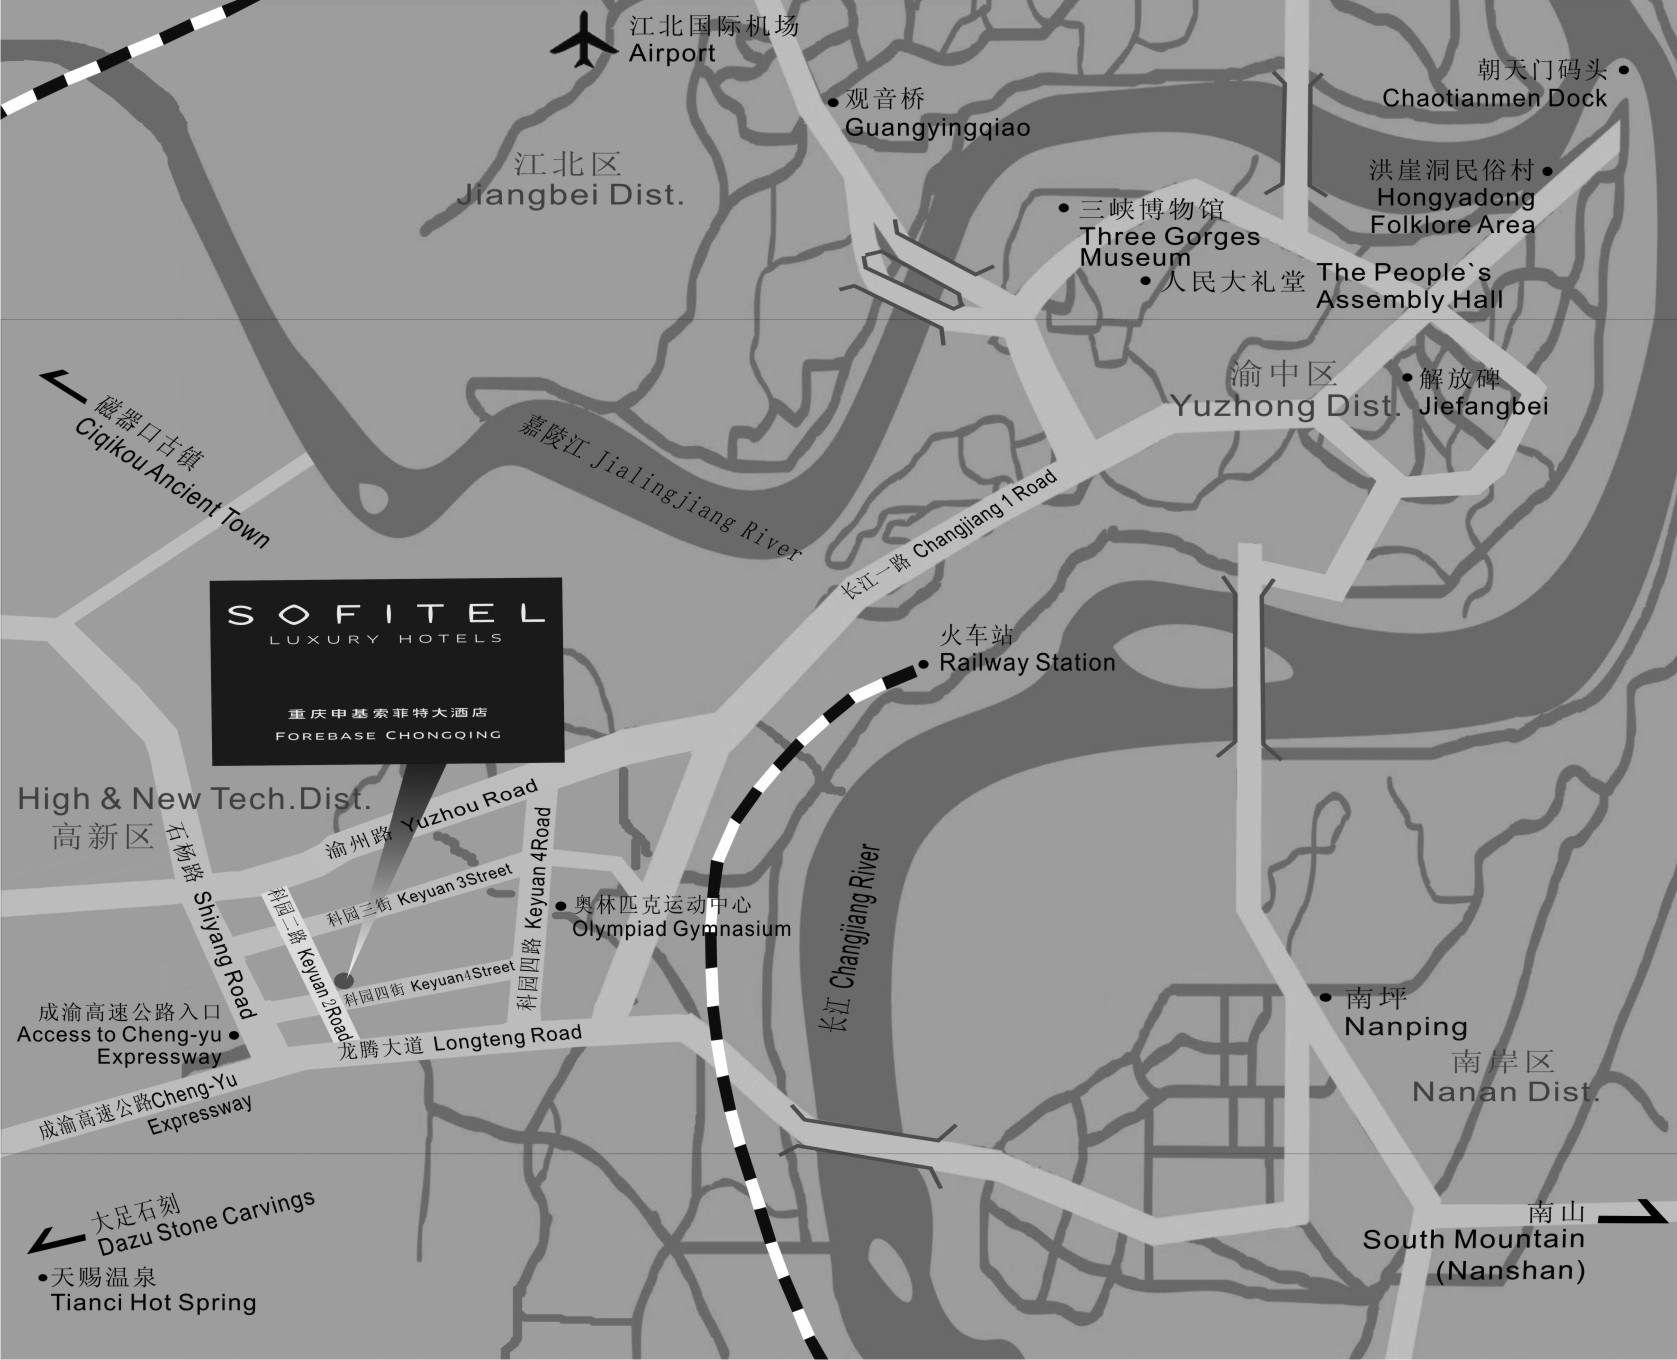 江北国际机场
Airport
观音桥
Guangyingqiao
朝天门码头
Chaotianmen Dock
江北区
Jiangbei Dist.
洪崖洞民俗村
Hongyadong
Folklore Area
三峡博物馆
Three Gorges
Museum
人民大礼堂
The People`s
Assembly Hall
渝中区
Yuzhong Dist.
解放碑
Jiefangbei
磁器口古镇
Ciqikou Ancient Town
嘉陵江 Jialingjiang River
长江一路 Changjiang 1 Road
SOFITEL
LUXURY HOTELS
重庆申基索菲特大酒店
FOREBASE CHONGQING
火车站
Railway Station
High & New Tech.Dist.
高新区
渝州路 Yuzhou Road
石杨路 Shiyang Road
科园二路 Keyuan 2Road
科园三街 Keyuan 3Street
科园四路 Keyuan 4Road
科园四街 Keyuan4Street
奥林匹克运动中心
Olympiad Gymnasium
长江 Changjiang River
成渝高速公路入口
Access to Cheng-yu
Expressway
龙腾大道 Longteng Road
成渝高速公路Cheng-Yu
Expressway
南坪
Nanping
南岸区
Nanan Dist.
大足石刻
Dazu Stone Carvings
天赐温泉
Tianci Hot Spring
南山
South Mountain
(Nanshan)